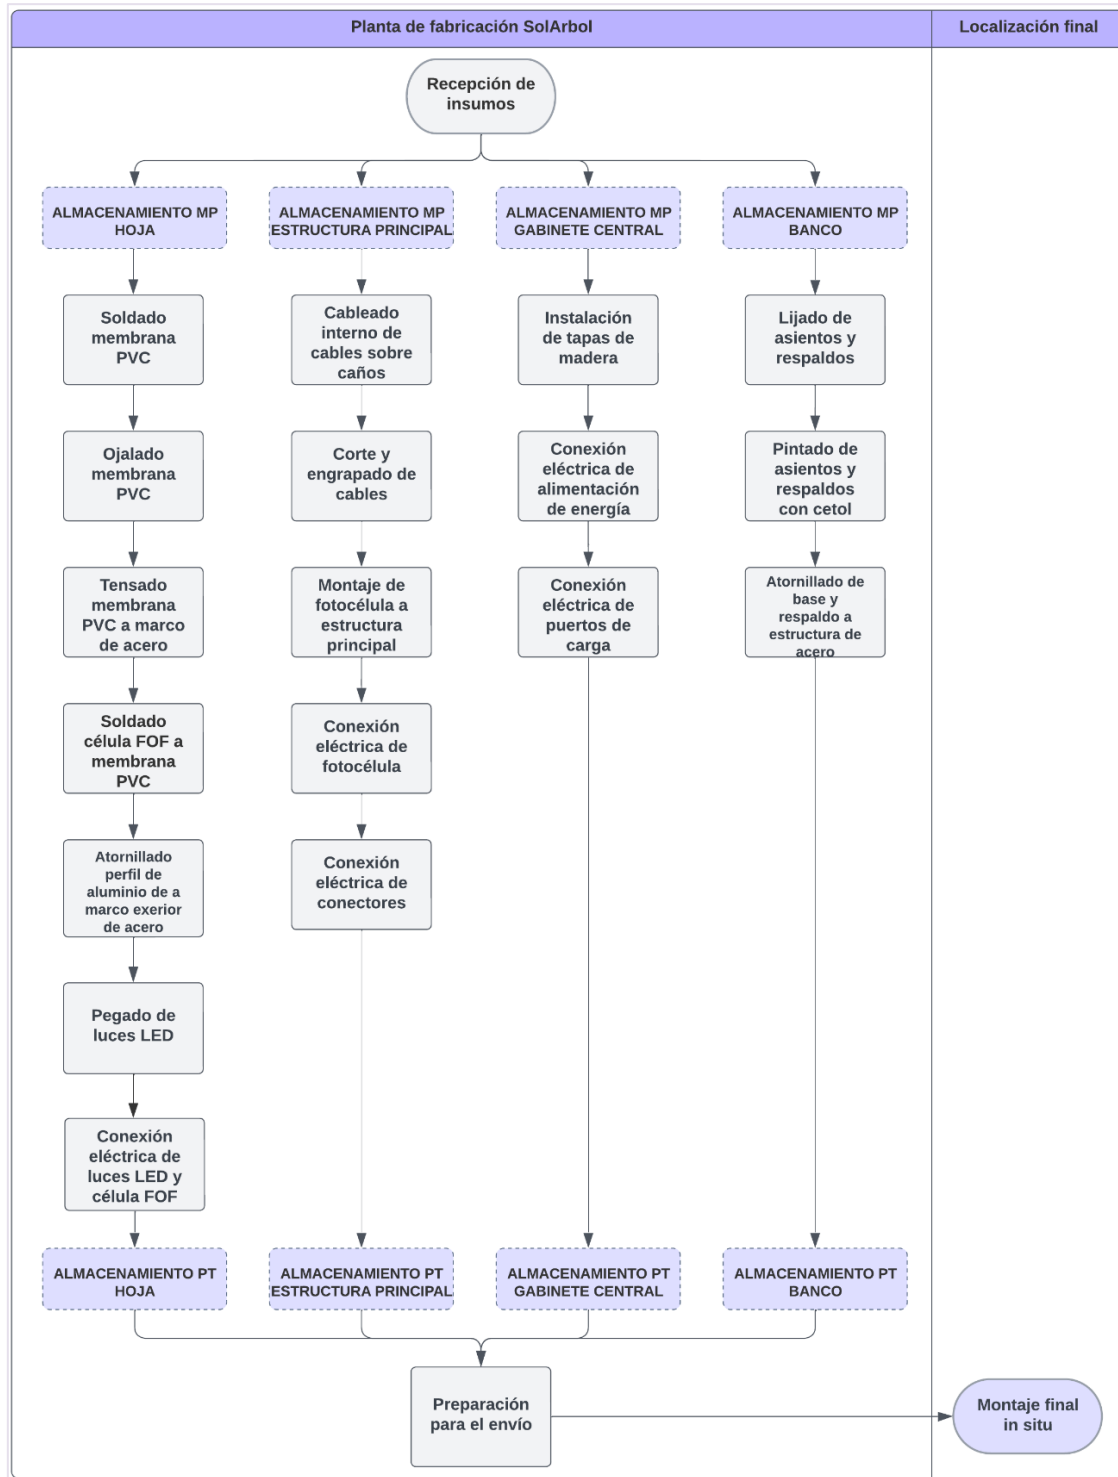 Planta de fabricación SolArbol
Localización final
Recepción de
insumos
ALMACENAMIENTO MP
HOJA
ALMACENAMIENTO MP
ESTRUCTURA PRINCIPAL
ALMACENAMIENTO MP
GABINETE CENTRAL
ALMACENAMIENTO MP
BANCO
Soldado
membrana
PVC
Cableado
interno de
cables sobre
caños
Instalación
de tapas de
madera
Lijado de
asientos y
respaldos
Ojalado
membrana
PVC
Corte y
engrapado de
cables
Conexión
eléctrica de
alimentación
de energía
Pintado de
asientos y
respaldos
con cetol
Tensado
membrana
PVC a marco
de acero
Montaje de
fotocélula a
estructura
principal
Conexión
eléctrica de
puertos de
carga
Atornillado de
base y
respaldo a
estructura de
acero
Soldado
célula FOF a
membrana
PVC
Conexión
eléctrica de
fotocélula
Atornillado
perfil de
aluminio de a
marco exerior
de acero
Conexión
eléctrica de
conectores
Pegado de
luces LED
Conexión
eléctrica de
luces LED y
célula FOF
ALMACENAMIENTO PT
HOJA
ALMACENAMIENTO PT
ESTRUCTURA PRINCIPAL
ALMACENAMIENTO PT
GABINETE CENTRAL
ALMACENAMIENTO PT
BANCO
Preparación
para el envío
Montaje final
in situ